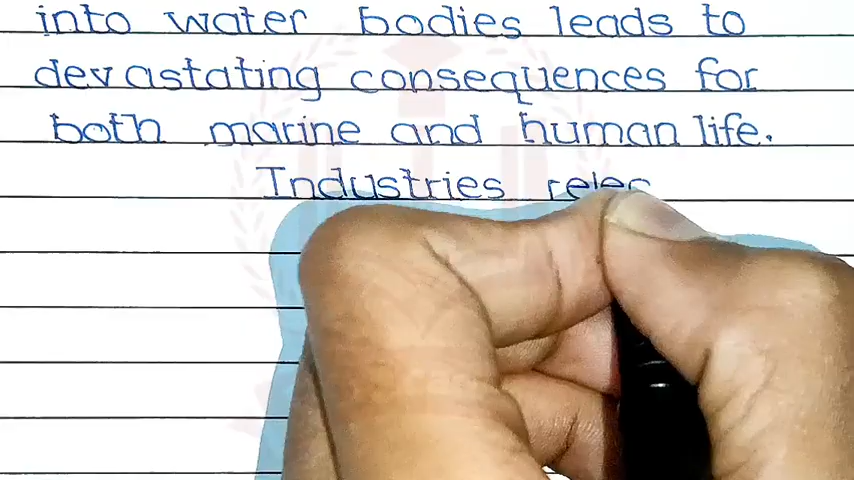 into water bodies leads to
devastating consequences for
both marine and human life.
Industries